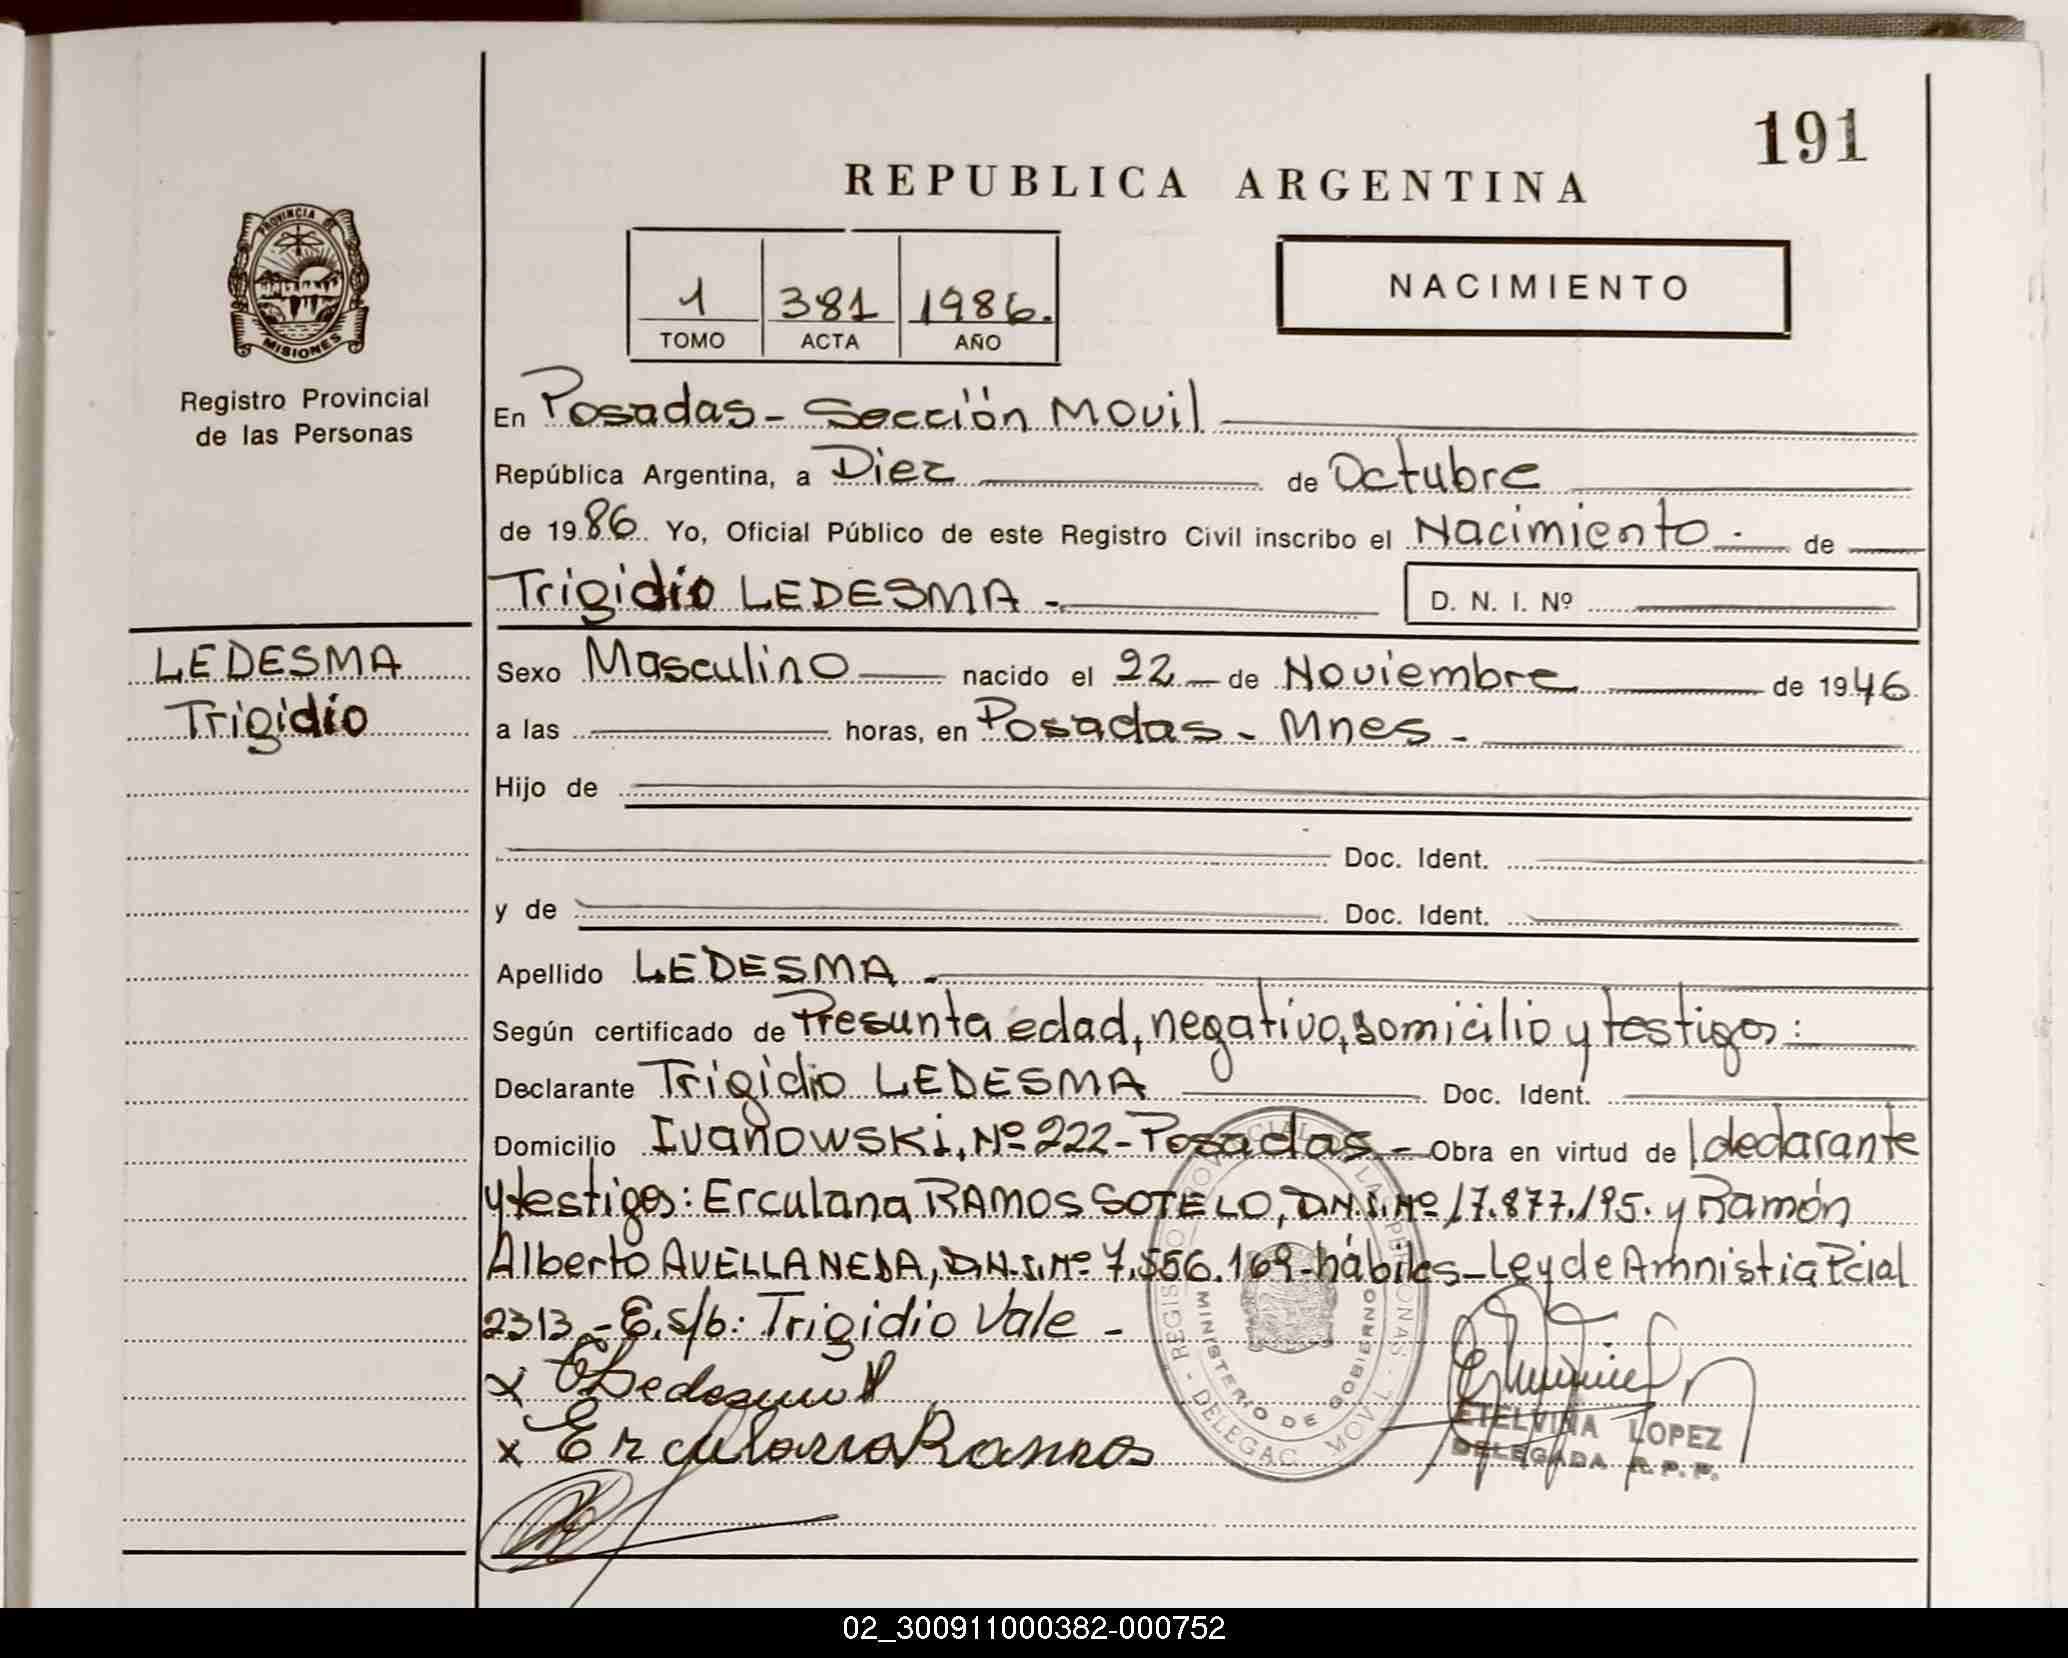 191
REPUBLICA ARGENTINA
PROVINCIA DE
MISIONES
Registro Provincial
de las Personas
1 381 1986.
TOMO ACTA AÑO
NACIMIENTO
En Posadas - Sección Movil
República Argentina, a Diez de Octubre
de 1986. Yo, Oficial Público de este Registro Civil inscribo el Nacimiento - de
Trigidio LEDESMA - D. N. I. Nº
LEDESMA
Trigidio
Sexo Masculino nacido el 22 de Noviembre de 1946.
a las horas, en Posadas - Mnes -
Hijo de
Doc. Ident.
y de Doc. Ident.
Apellido LEDESMA -
Según certificado de Presunta edad, negativo, domicilio y testigos:
Declarante Trigidio LEDESMA Doc. Ident.
Domicilio Ivanowski, Nº 222 - Posadas - Obra en virtud de l declarante
y testigos: Erculana RAMOS SOTELO, D.N.I. Nº 17.877.195. y Ramón
Alberto AVELLANEDA, D.N.I. Nº 7.556.169 - hábiles - Ley de Amnistia Pcial
2313 - E. s/b: Trigidio Vale -
x Ledesma
x Erculana Ramos
MINISTERIO DE GOBIERNO
DELEGAC. MOVIL
ETELVINA LOPEZ
DELEGADA R. P. P.
02_300911000382-000752